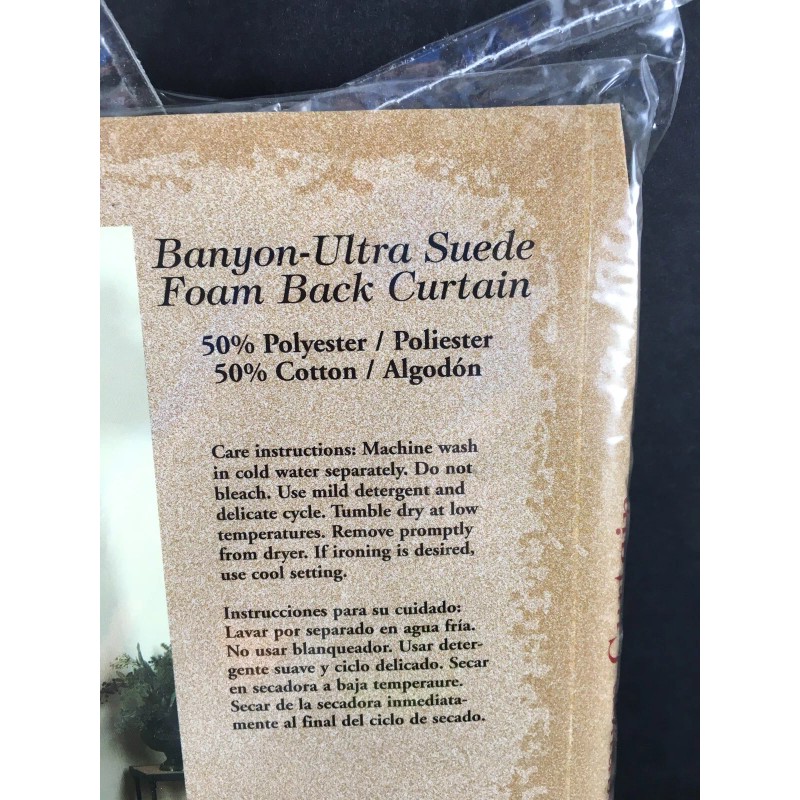 Banyon-Ultra Suede
Foam Back Curtain
50% Polyester / Poliester
50% Cotton / Algodón
Care instructions: Machine wash
in cold water separately. Do not
bleach. Use mild detergent and
delicate cycle. Tumble dry at low
temperatures. Remove promptly
from dryer. If ironing is desired,
use cool setting.
Instrucciones para su cuidado:
Lavar por separado en agua fría.
No usar blanqueador. Usar deter-
gente suave y ciclo delicado. Secar
en secadora a baja temperaure.
Secar de la secadora inmediata-
mente al final del ciclo de secado.